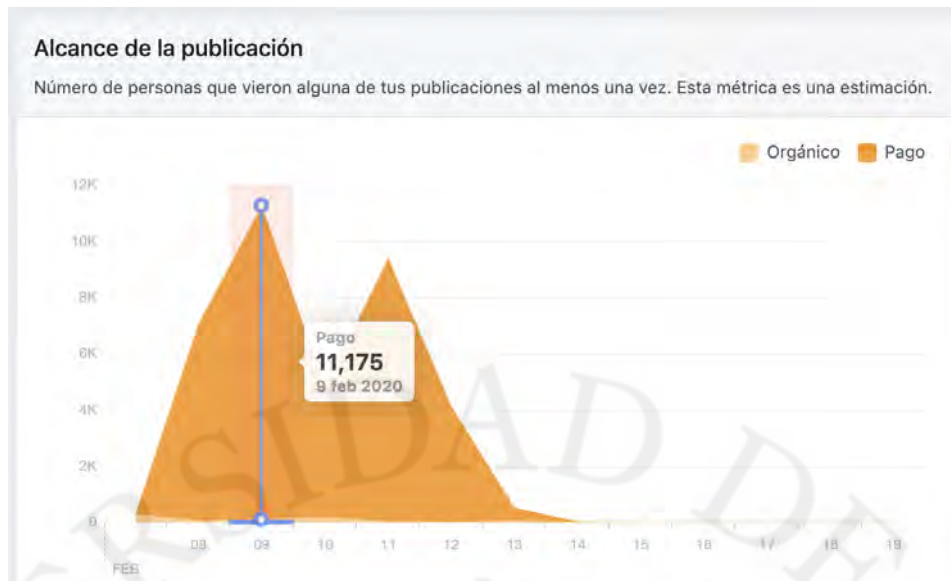 Alcance de la publicación
Número de personas que vieron alguna de tus publicaciones al menos una vez. Esta métrica es una estimación.
Orgánico Pago
12K
10K
8K
6K
4K
2K
0
Pago
11,175
9 feb 2020
08 09 10 11 12 13 14 15 16 17 18 19
FEB
ERSIDAD DE